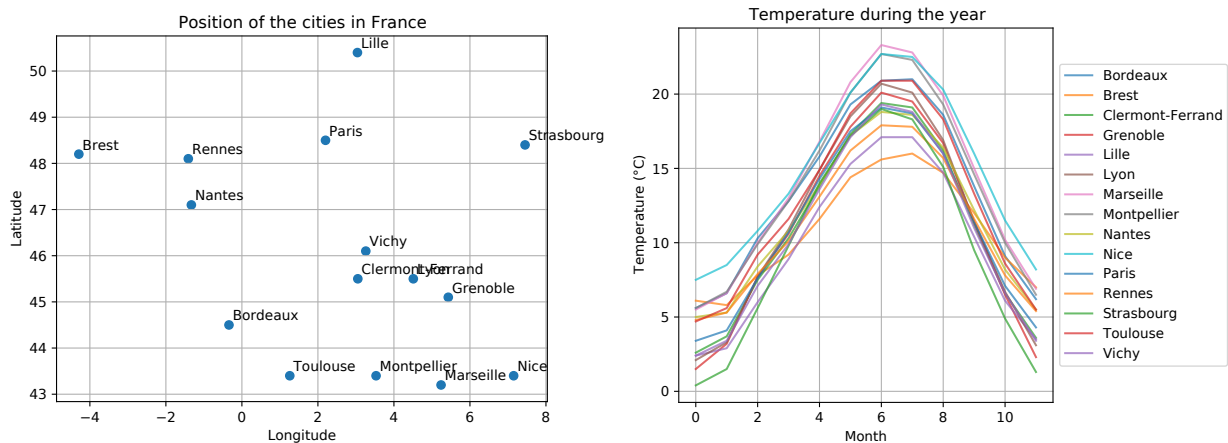 Position of the cities in France
Latitude
50
49
48
47
46
45
44
43
Lille
Paris
Strasbourg
Brest
Rennes
Nantes
Vichy
Clermont-Ferrand
Lyon
Grenoble
Bordeaux
Toulouse
Montpellier
Marseille
Nice
−4 −2 0 2 4 6 8
Longitude
Temperature during the year
Temperature (°C)
20
15
10
5
0
0 2 4 6 8 10
Month
Bordeaux
Brest
Clermont-Ferrand
Grenoble
Lille
Lyon
Marseille
Montpellier
Nantes
Nice
Paris
Rennes
Strasbourg
Toulouse
Vichy